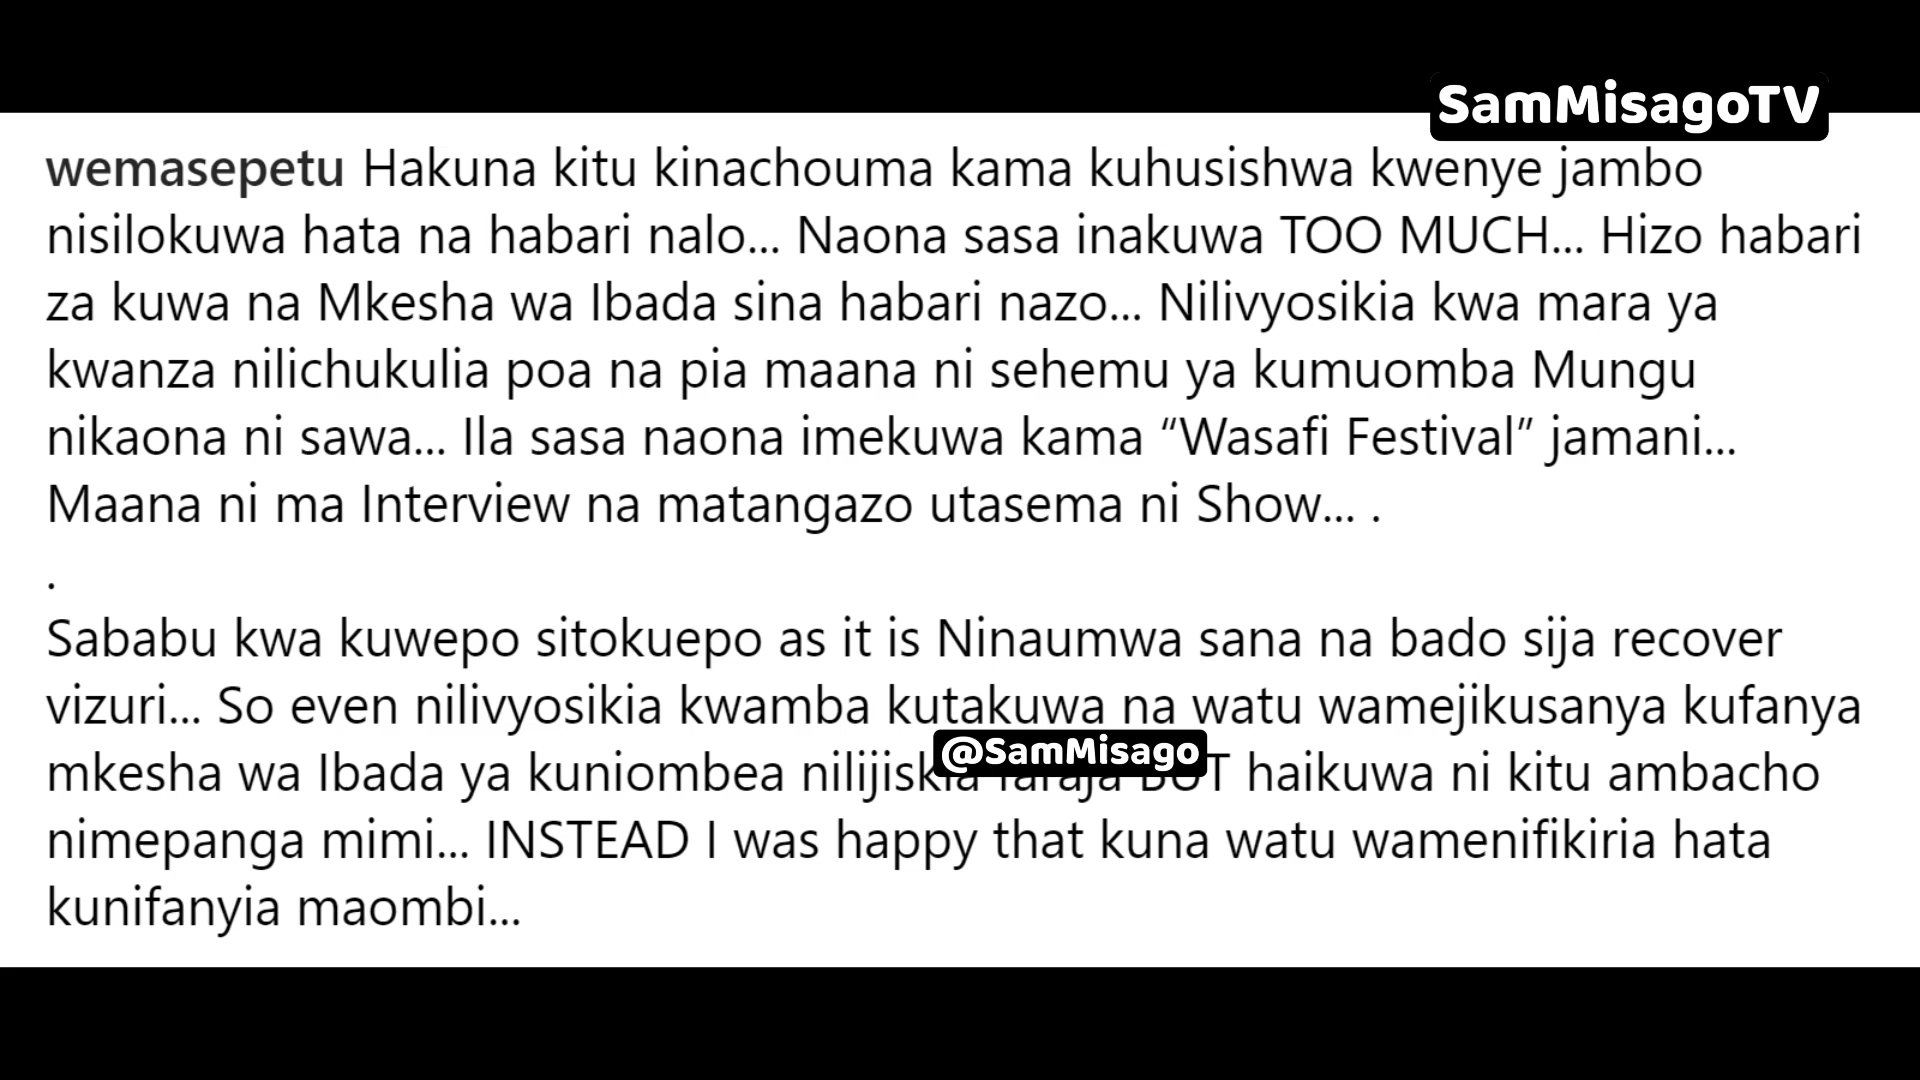 SamMisagoTV
wemasepetu Hakuna kitu kinachouma kama kuhusishwa kwenye jambo
nisilokuwa hata na habari nalo... Naona sasa inakuwa TOO MUCH... Hizo habari
za kuwa na Mkesha wa Ibada sina habari nazo... Nilivyosikia kwa mara ya
kwanza nilichukulia poa na pia maana ni sehemu ya kumuomba Mungu
nikaona ni sawa... Ila sasa naona imekuwa kama “Wasafi Festival” jamani...
Maana ni ma Interview na matangazo utasema ni Show... .
.
Sababu kwa kuwepo sitokuepo as it is Ninaumwa sana na bado sija recover
vizuri... So even nilivyosikia kwamba kutakuwa na watu wamejikusanya kufanya
@SamMisago
mkesha wa Ibada ya kuniombea nilijiskia faraja BUT haikuwa ni kitu ambacho
nimepanga mimi... INSTEAD I was happy that kuna watu wamenifikiria hata
kunifanyia maombi...